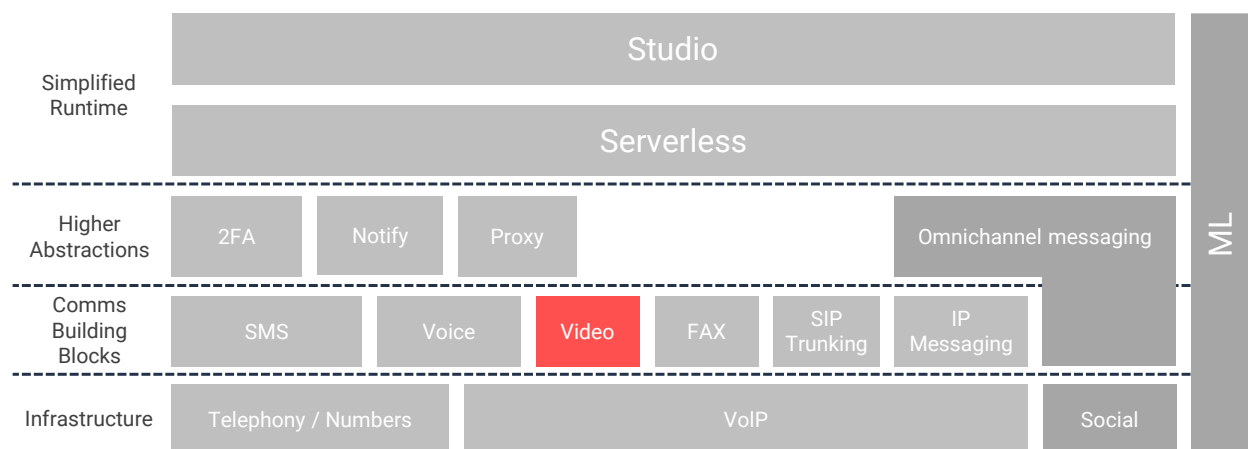 Studio
Simplified
Runtime
Serverless
Higher
Abstractions
2FA
Notify
Proxy
Omnichannel messaging
ML
Comms
Building
Blocks
SMS
Voice
Video
FAX
SIP
Trunking
IP
Messaging
Infrastructure
Telephony / Numbers
VoIP
Social